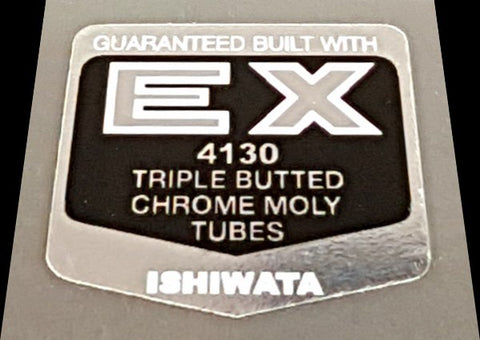 GUARANTEED BUILT WITH
EX
4130
TRIPLE BUTTED
CHROME MOLY
TUBES
ISHIWATA